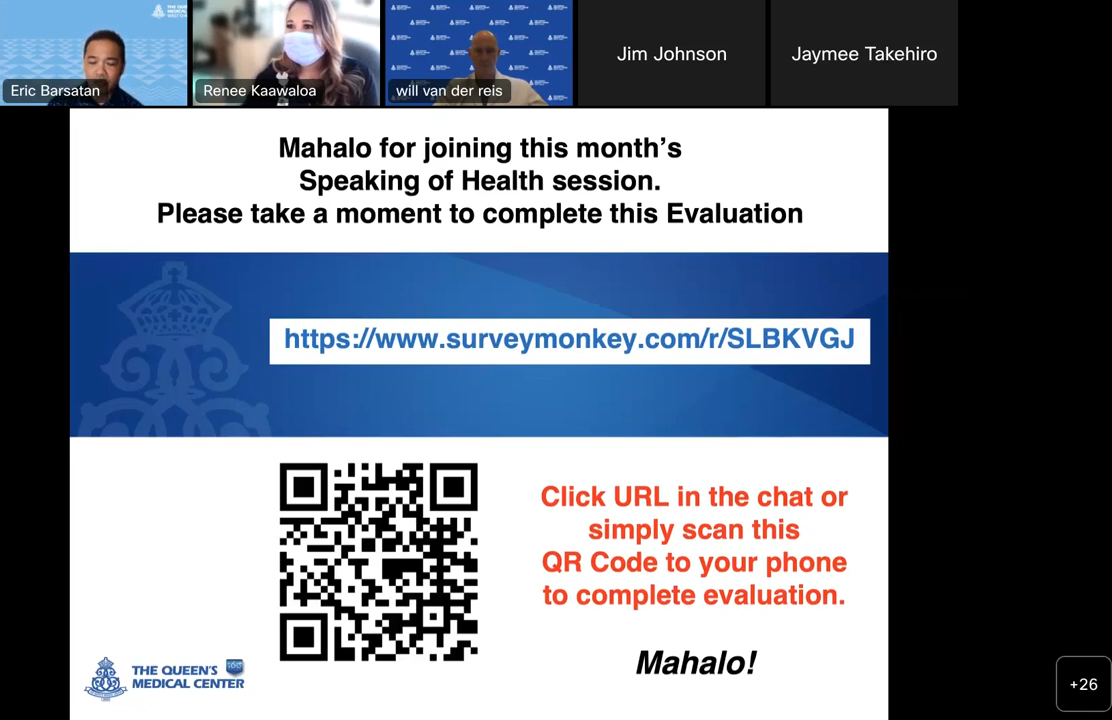 Eric Barsatan
Renee Kaawaloa
will van der reis
Jim Johnson
Jaymee Takehiro
Mahalo for joining this month's
Speaking of Health session.
Please take a moment to complete this Evaluation
https://www.surveymonkey.com/r/SLBKVGJ
Click URL in the chat or
simply scan this
QR Code to your phone
to complete evaluation.
Mahalo!
THE QUEEN'S
MEDICAL CENTER
+26